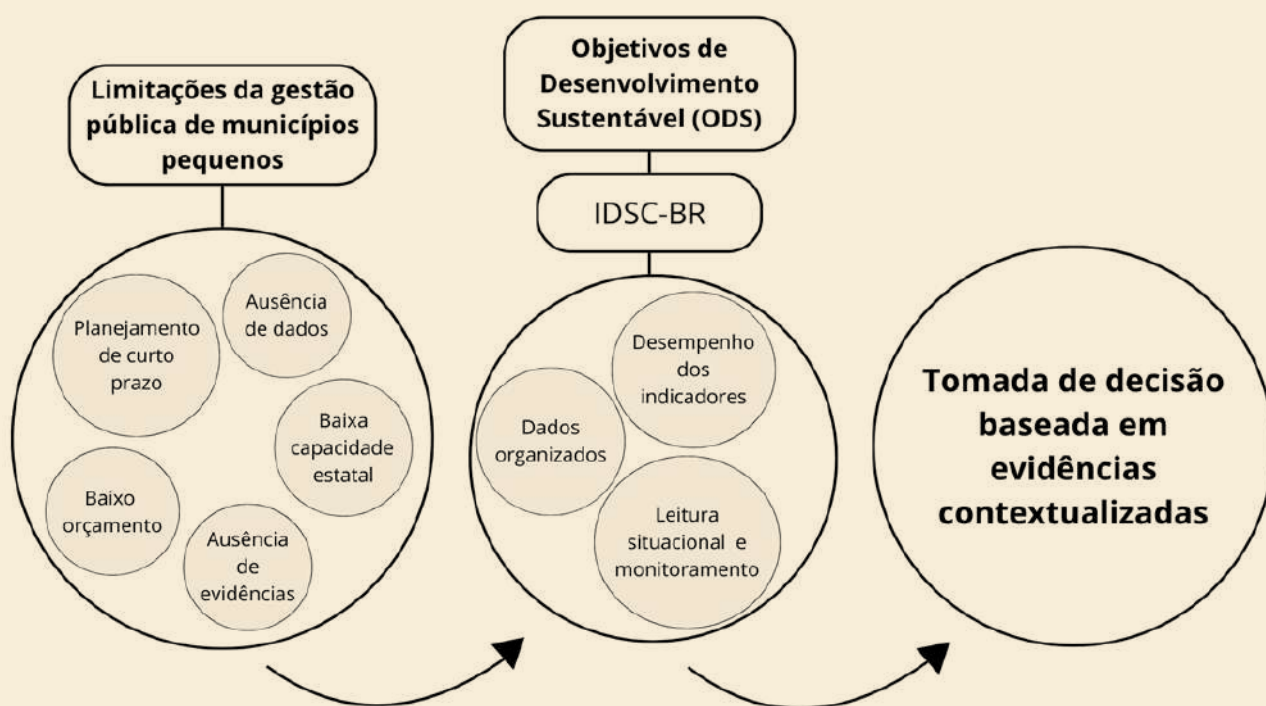 Limitações da gestão
pública de municípios
pequenos
Planejamento
de curto
prazo
Ausência
de dados
Baixa
capacidade
estatal
Baixo
orçamento
Ausência
de
evidências
Objetivos de
Desenvolvimento
Sustentável (ODS)
IDSC-BR
Desempenho
dos
indicadores
Dados
organizados
Leitura
situacional e
monitoramento
Tomada de decisão
baseada em
evidências
contextualizadas